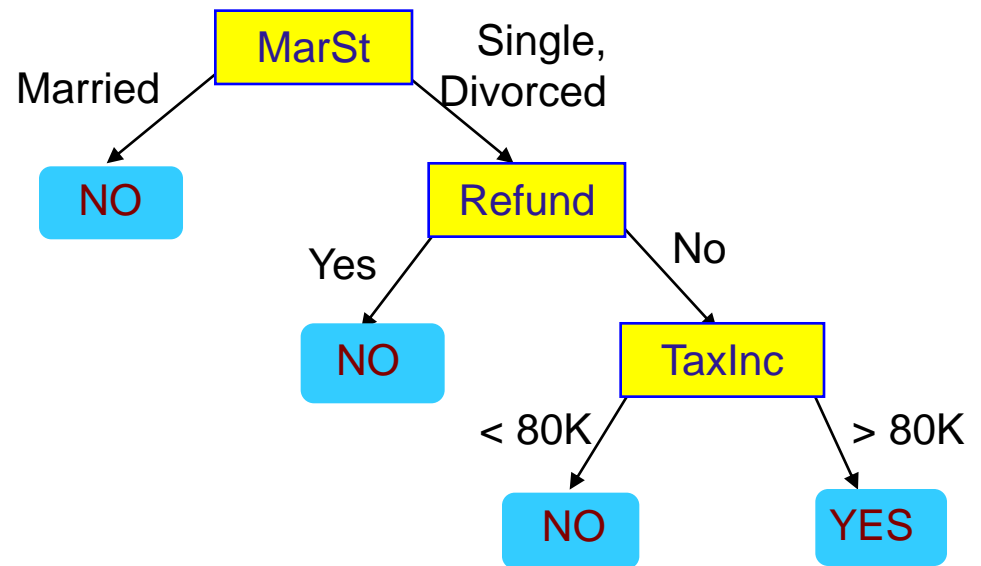 MarSt
Single,
Divorced
Married
NO
Refund
Yes
No
NO
TaxInc
< 80K
> 80K
NO
YES